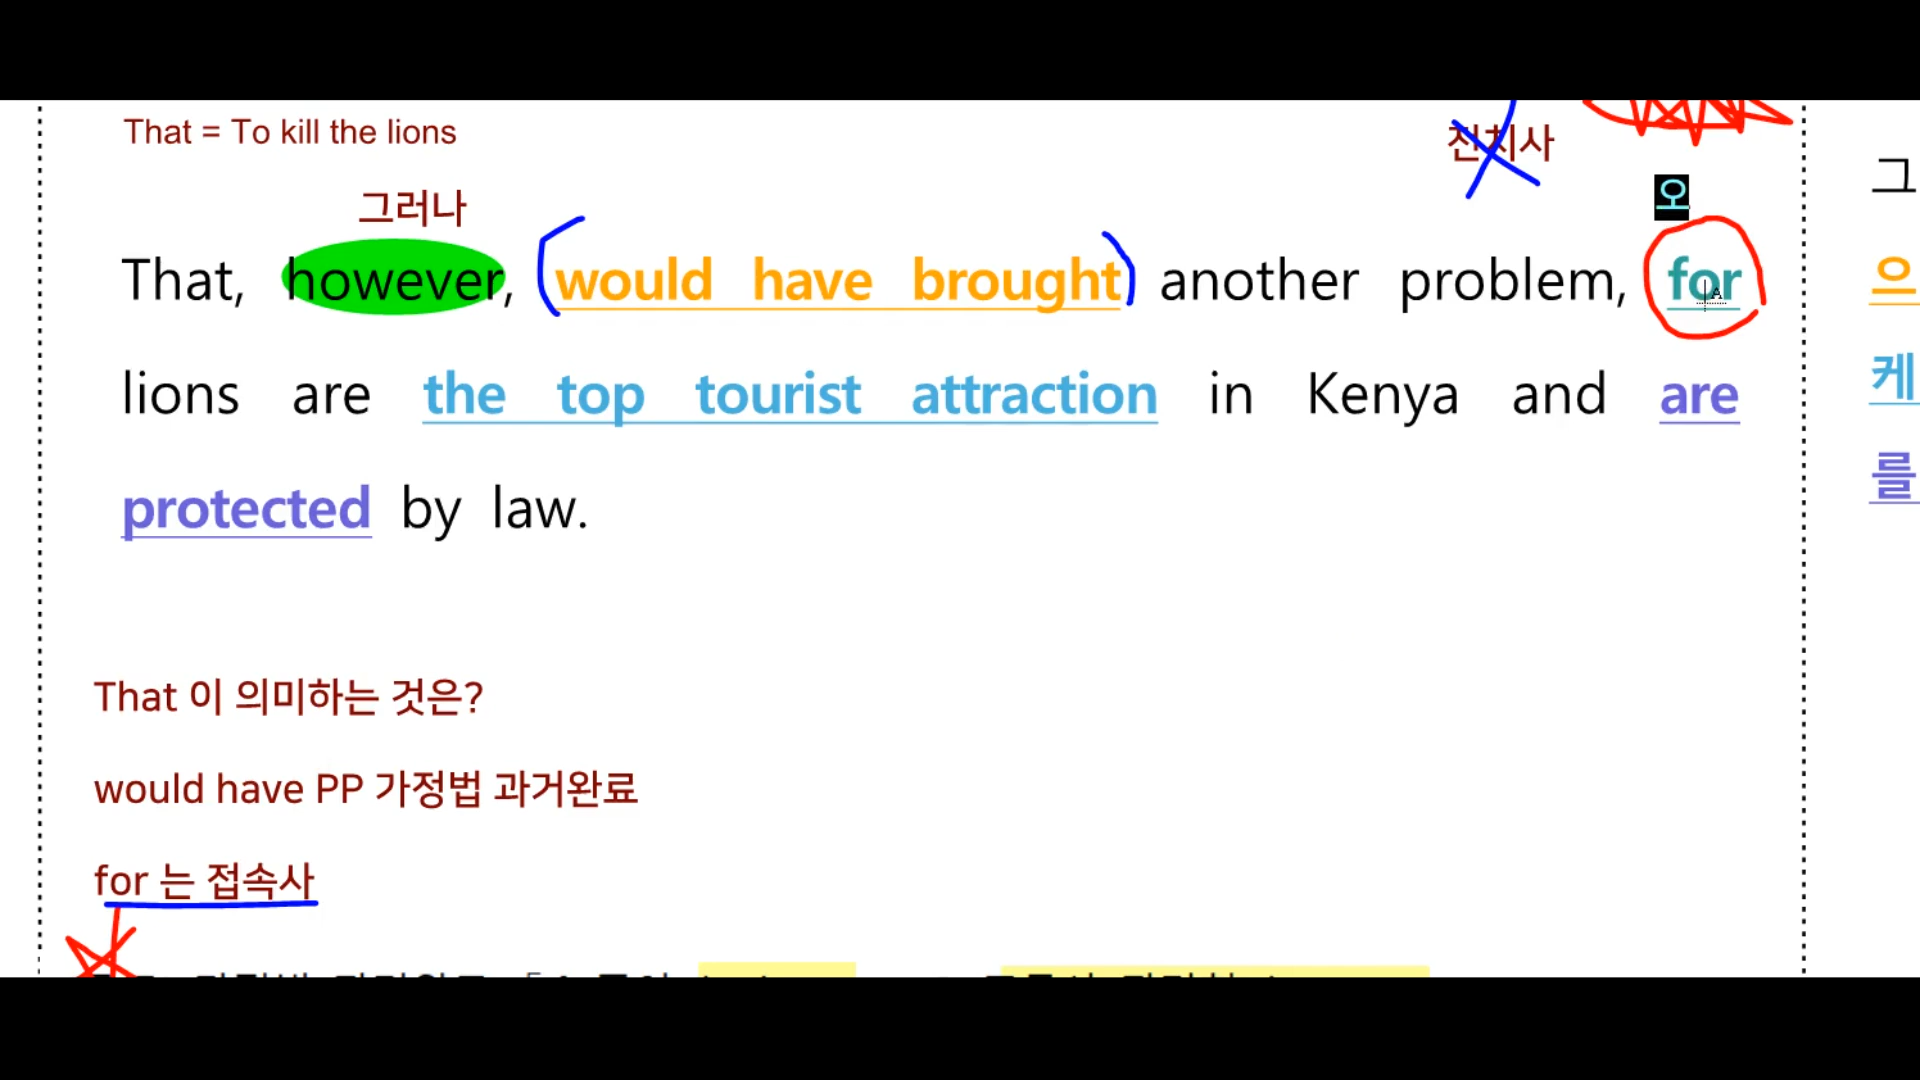 That = To kill the lions
전치사
그러나
오
그
That, however, would have brought another problem, for
으
lions are the top tourist attraction in Kenya and are
케
protected by law.
를
That 이 의미하는 것은?
would have PP 가정법 과거완료
for 는 접속사